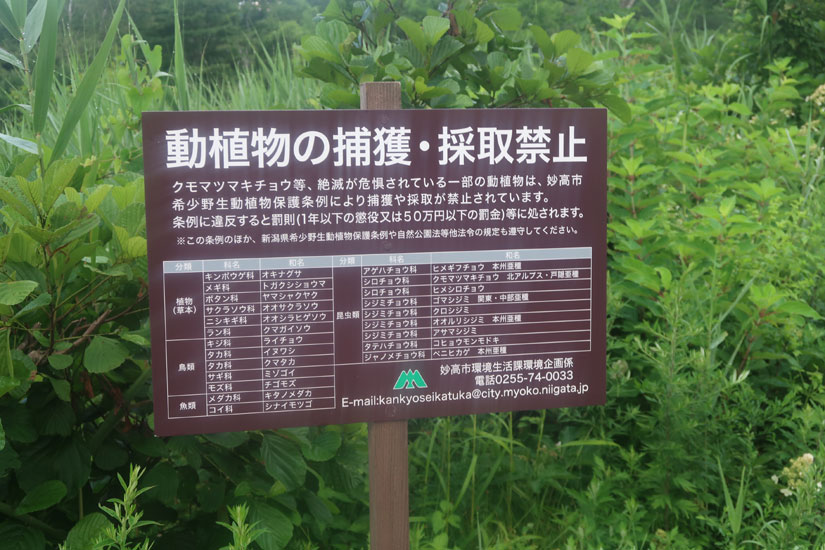 動植物の捕獲・採取禁止
クモマツマキチョウ等、絶滅が危惧されている一部の動植物は、妙高市
希少野生動植物保護条例により捕獲や採取が禁止されています。
条例に違反すると罰則(1年以下の懲役又は50万円以下の罰金)等に処されます。
※この条例のほか、新潟県希少野生動植物保護条例や自然公園法等他法令の規定も遵守してください。
分類 科名 和名
植物(草本) キンポウゲ科 オキナグサ
メギ科 トガクシショウマ
ボタン科 ヤマシャクヤク
サクラソウ科 オオサクラソウ
ニシキギ科 オオシラヒゲソウ
ラン科 クマガイソウ
鳥類 キジ科 ライチョウ
タカ科 イヌワシ
タカ科 クマタカ
サギ科 ミゾゴイ
モズ科 チゴモズ
魚類 メダカ科 キタノメダカ
コイ科 シナイモツゴ
分類 科名 和名
昆虫類 アゲハチョウ科 ヒメギフチョウ 本州亜種
シロチョウ科 クモマツマキチョウ 北アルプス・戸隠亜種
シロチョウ科 ヒメシロチョウ
シジミチョウ科 ゴマシジミ 関東・中部亜種
シジミチョウ科 クロシジミ
シジミチョウ科 オオルリシジミ 本州亜種
シジミチョウ科 アサマシジミ
タテハチョウ科 コヒョウモンモドキ
ジャノメチョウ科 ベニヒカゲ 本州亜種
妙高市環境生活課環境企画係
電話0255-74-0033
E-mail:kankyoseikatuka@city.myoko.niigata.jp